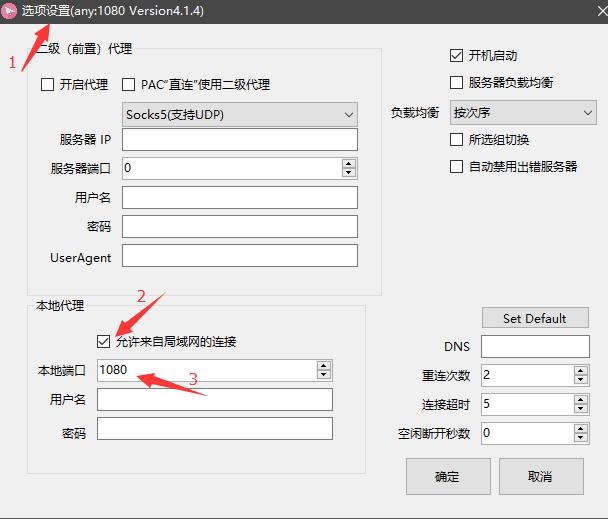 选项设置(any:1080 Version4.1.4)
1
二级（前置）代理
开启代理
PAC“直连”使用二级代理
Socks5(支持UDP)
服务器 IP
服务器端口
0
用户名
密码
UserAgent
开机启动
服务器负载均衡
负载均衡
按次序
所选组切换
自动禁用出错服务器
本地代理
2
允许来自局域网的连接
本地端口
1080
3
用户名
密码
Set Default
DNS
重连次数
2
连接超时
5
空闲断开秒数
0
确定
取消